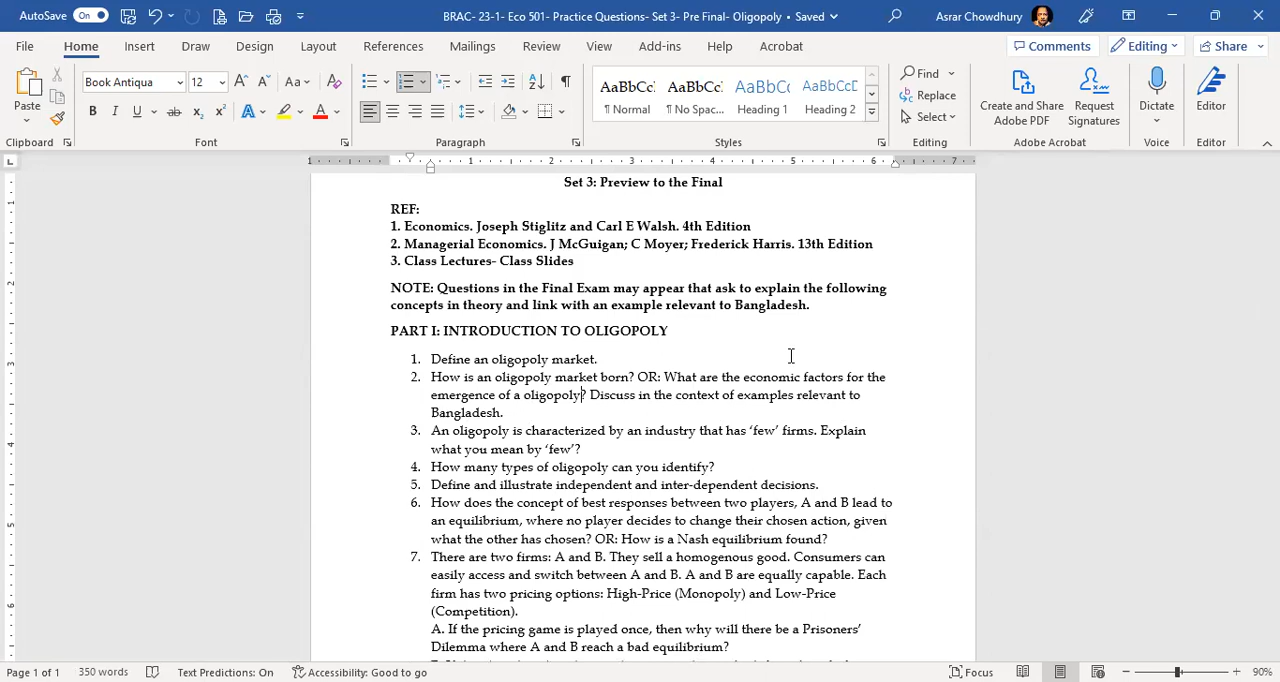 AutoSave On BRAC- 23-1- Eco 501- Practice Questions- Set 3- Pre Final- Oligopoly • Saved Asrar Chowdhury
File Home Insert Draw Design Layout References Mailings Review View Add-ins Help Acrobat Comments Editing Share
Book Antiqua 12 Aa AaBbCc AaBbCc AaBbCc AaBbCc Find
Paste Replace Create and Share Request Dictate Editor
B I U ab x₂ x² A A ¶ Normal ¶ No Spac... Heading 1 Heading 2 Select Adobe PDF Signatures
Clipboard Font Paragraph Styles Editing Adobe Acrobat Voice Editor
1 1 2 3 4 5 6 7
Set 3: Preview to the Final
REF:
1. Economics. Joseph Stiglitz and Carl E Walsh. 4th Edition
2. Managerial Economics. J McGuigan; C Moyer; Frederick Harris. 13th Edition
3. Class Lectures- Class Slides
NOTE: Questions in the Final Exam may appear that ask to explain the following
concepts in theory and link with an example relevant to Bangladesh.
PART I: INTRODUCTION TO OLIGOPOLY
1. Define an oligopoly market.
2. How is an oligopoly market born? OR: What are the economic factors for the
emergence of a oligopoly? Discuss in the context of examples relevant to
Bangladesh.
3. An oligopoly is characterized by an industry that has ‘few’ firms. Explain
what you mean by ‘few’?
4. How many types of oligopoly can you identify?
5. Define and illustrate independent and inter-dependent decisions.
6. How does the concept of best responses between two players, A and B lead to
an equilibrium, where no player decides to change their chosen action, given
what the other has chosen? OR: How is a Nash equilibrium found?
7. There are two firms: A and B. They sell a homogenous good. Consumers can
easily access and switch between A and B. A and B are equally capable. Each
firm has two pricing options: High-Price (Monopoly) and Low-Price
(Competition).
A. If the pricing game is played once, then why will there be a Prisoners’
Dilemma where A and B reach a bad equilibrium?
Page 1 of 1 350 words Text Predictions: On Accessibility: Good to go Focus 90%